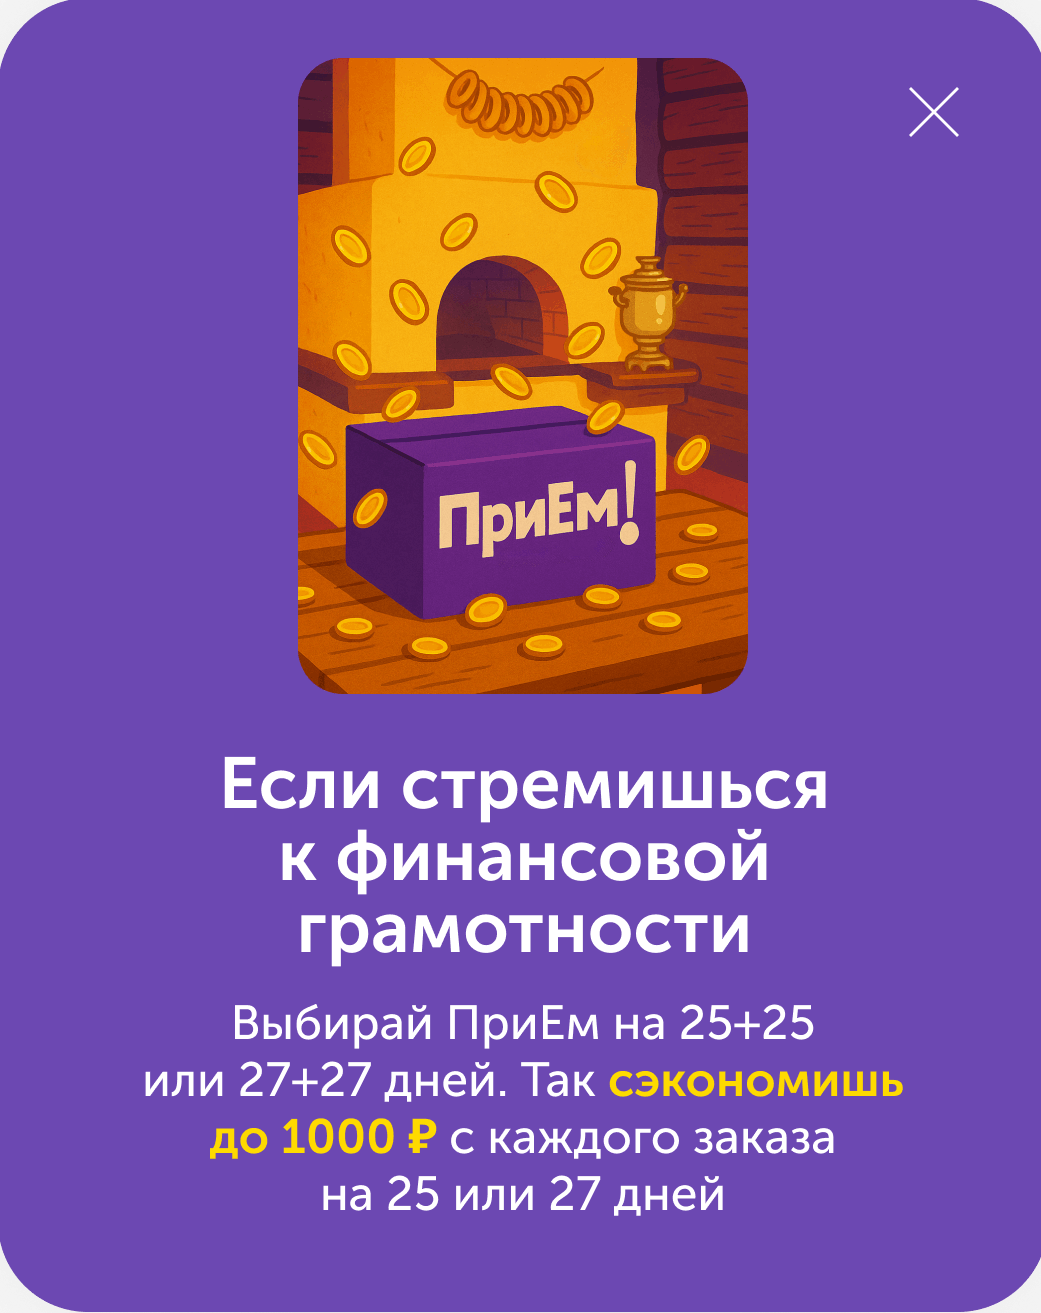 ПриЕм!
Если стремишься
к финансовой
грамотности
Выбирай ПриЕм на 25+25
или 27+27 дней. Так сэкономишь
до 1000 ₽ с каждого заказа
на 25 или 27 дней